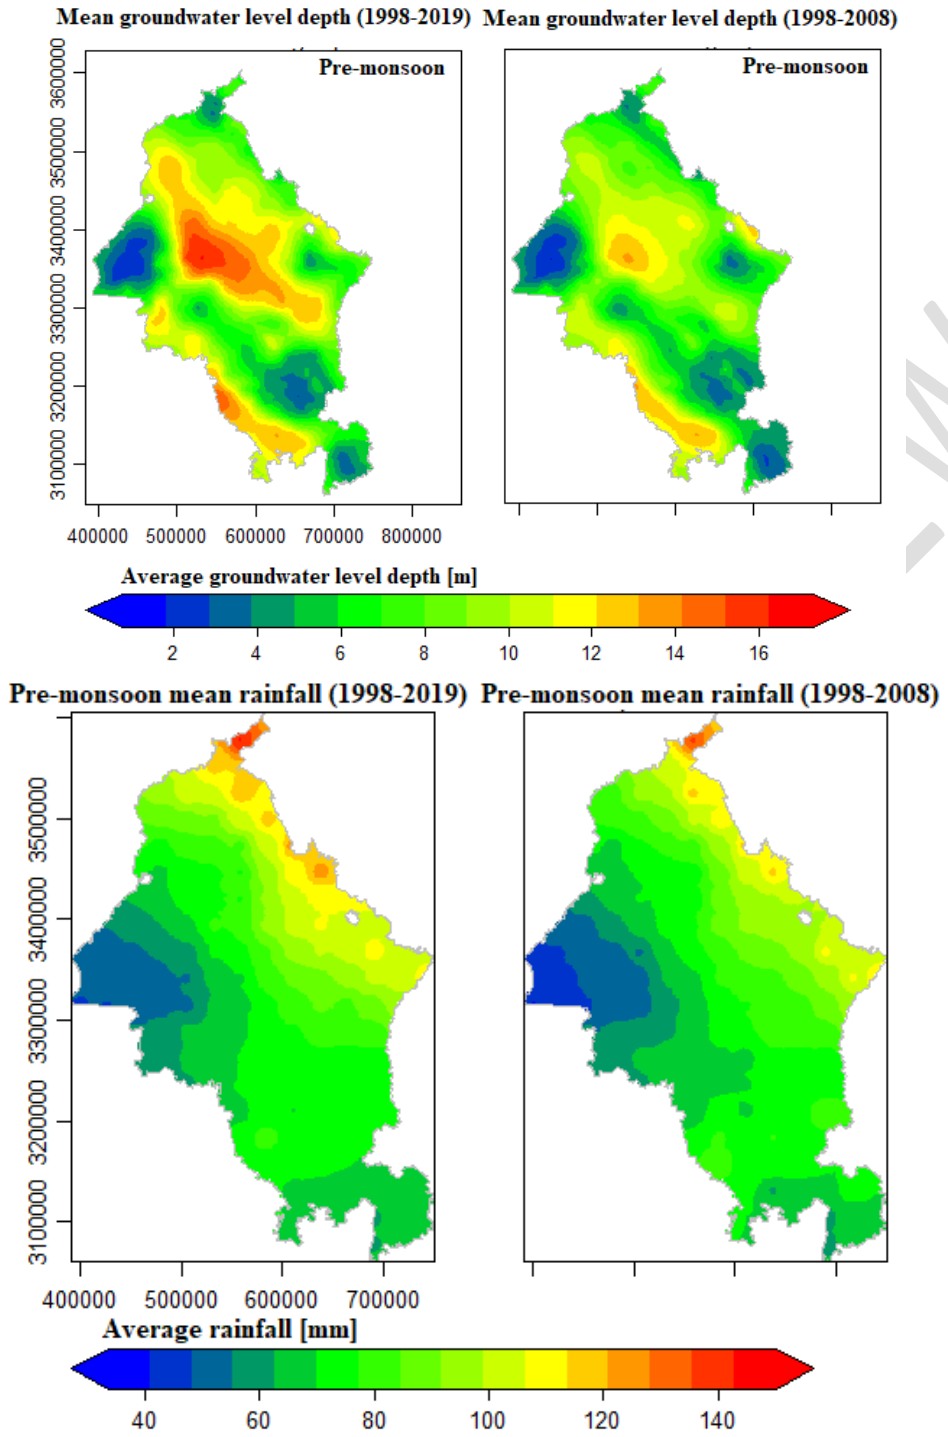 Mean groundwater level depth (1998-2019) Mean groundwater level depth (1998-2008)
Pre-monsoon
Pre-monsoon
3600000
3500000
3400000
3300000
3200000
3100000
400000 500000 600000 700000 800000
Average groundwater level depth [m]
2 4 6 8 10 12 14 16
Pre-monsoon mean rainfall (1998-2019) Pre-monsoon mean rainfall (1998-2008)
3500000
3400000
3300000
3200000
3100000
400000 500000 600000 700000
Average rainfall [mm]
40 60 80 100 120 140